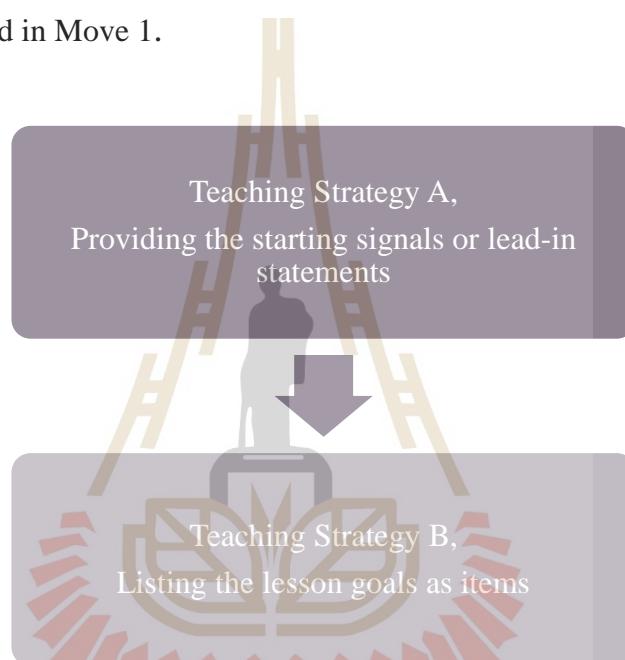 d in Move 1.
Teaching Strategy A,
Providing the starting signals or lead-in
statements
Teaching Strategy B,
Listing the lesson goals as items